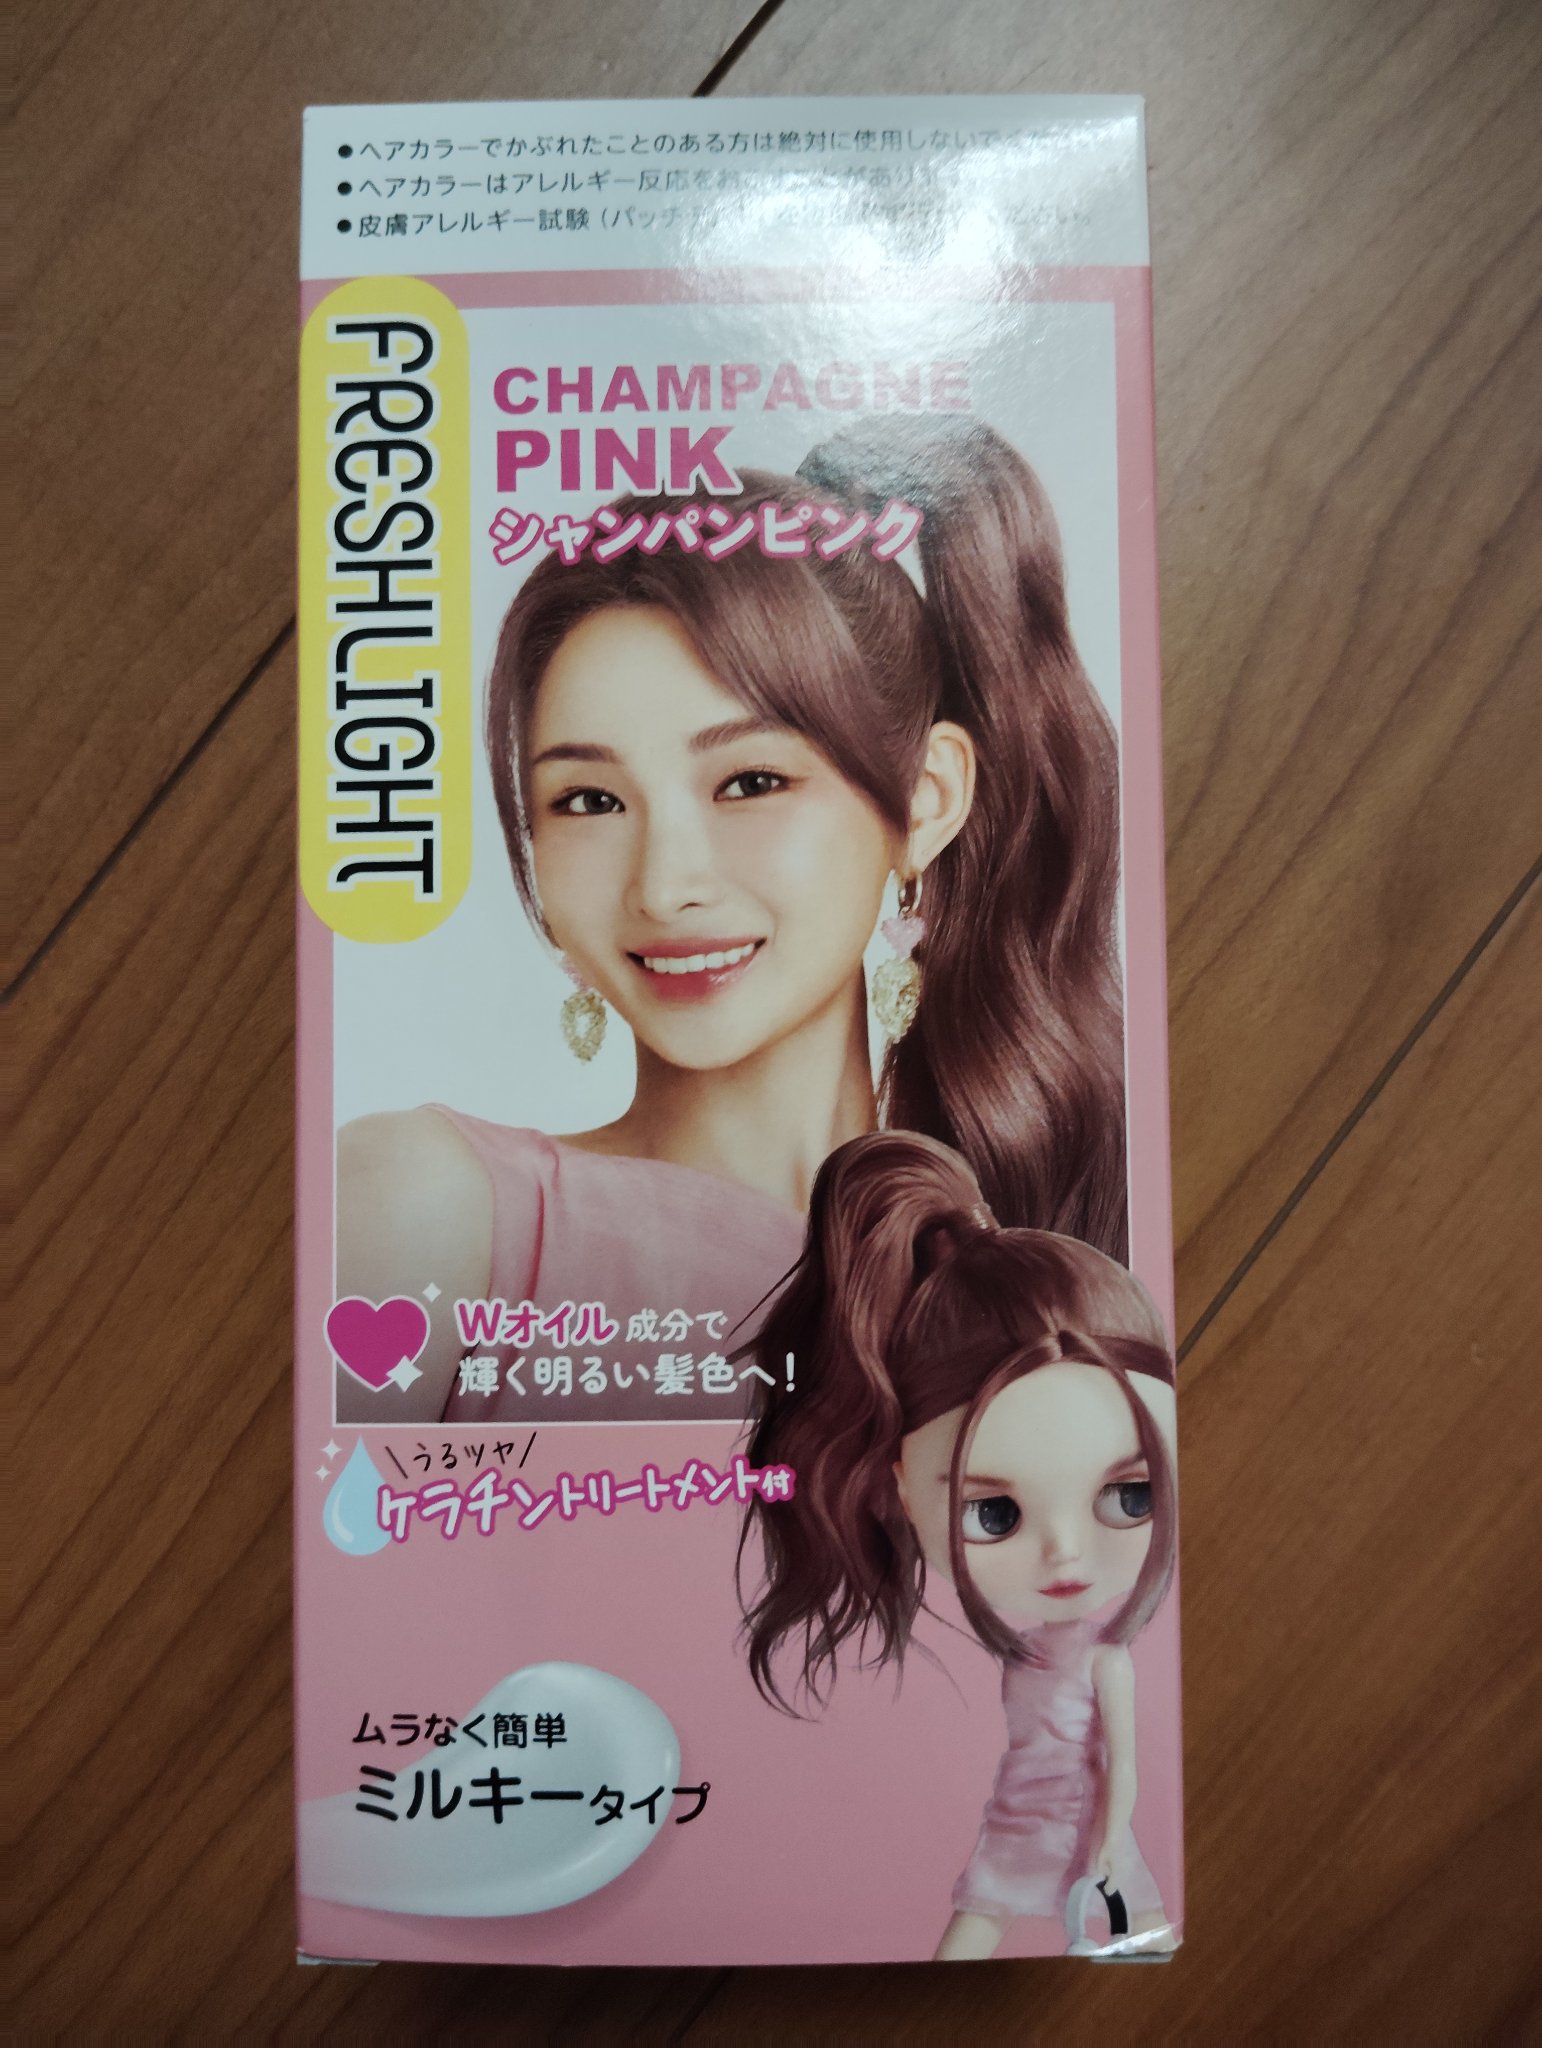 ●ヘアカラーでかぶれたことのある方は絶対に使用しないで
●ヘアカラーはアレルギー反応を
●皮膚アレルギー試験（パッチ
FRESHLIGHT
CHAMPAGNE
PINK
シャンパンピンク
Wオイル成分で
輝く明るい髪色へ！
\うるツヤ/
ケラチントリートメント付
ムラなく簡単
ミルキータイプ